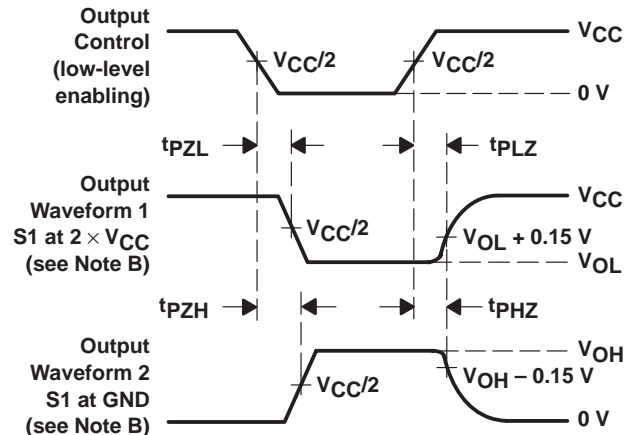 Output
Control
(low-level
enabling)
VCC
VCC/2
VCC/2
0 V
tPZL
tPLZ
Output
Waveform 1
S1 at 2 × VCC
(see Note B)
VCC
VCC/2
VOL + 0.15 V
VOL
tPZH
tPHZ
Output
Waveform 2
S1 at GND
(see Note B)
VOH
VCC/2
VOH – 0.15 V
0 V